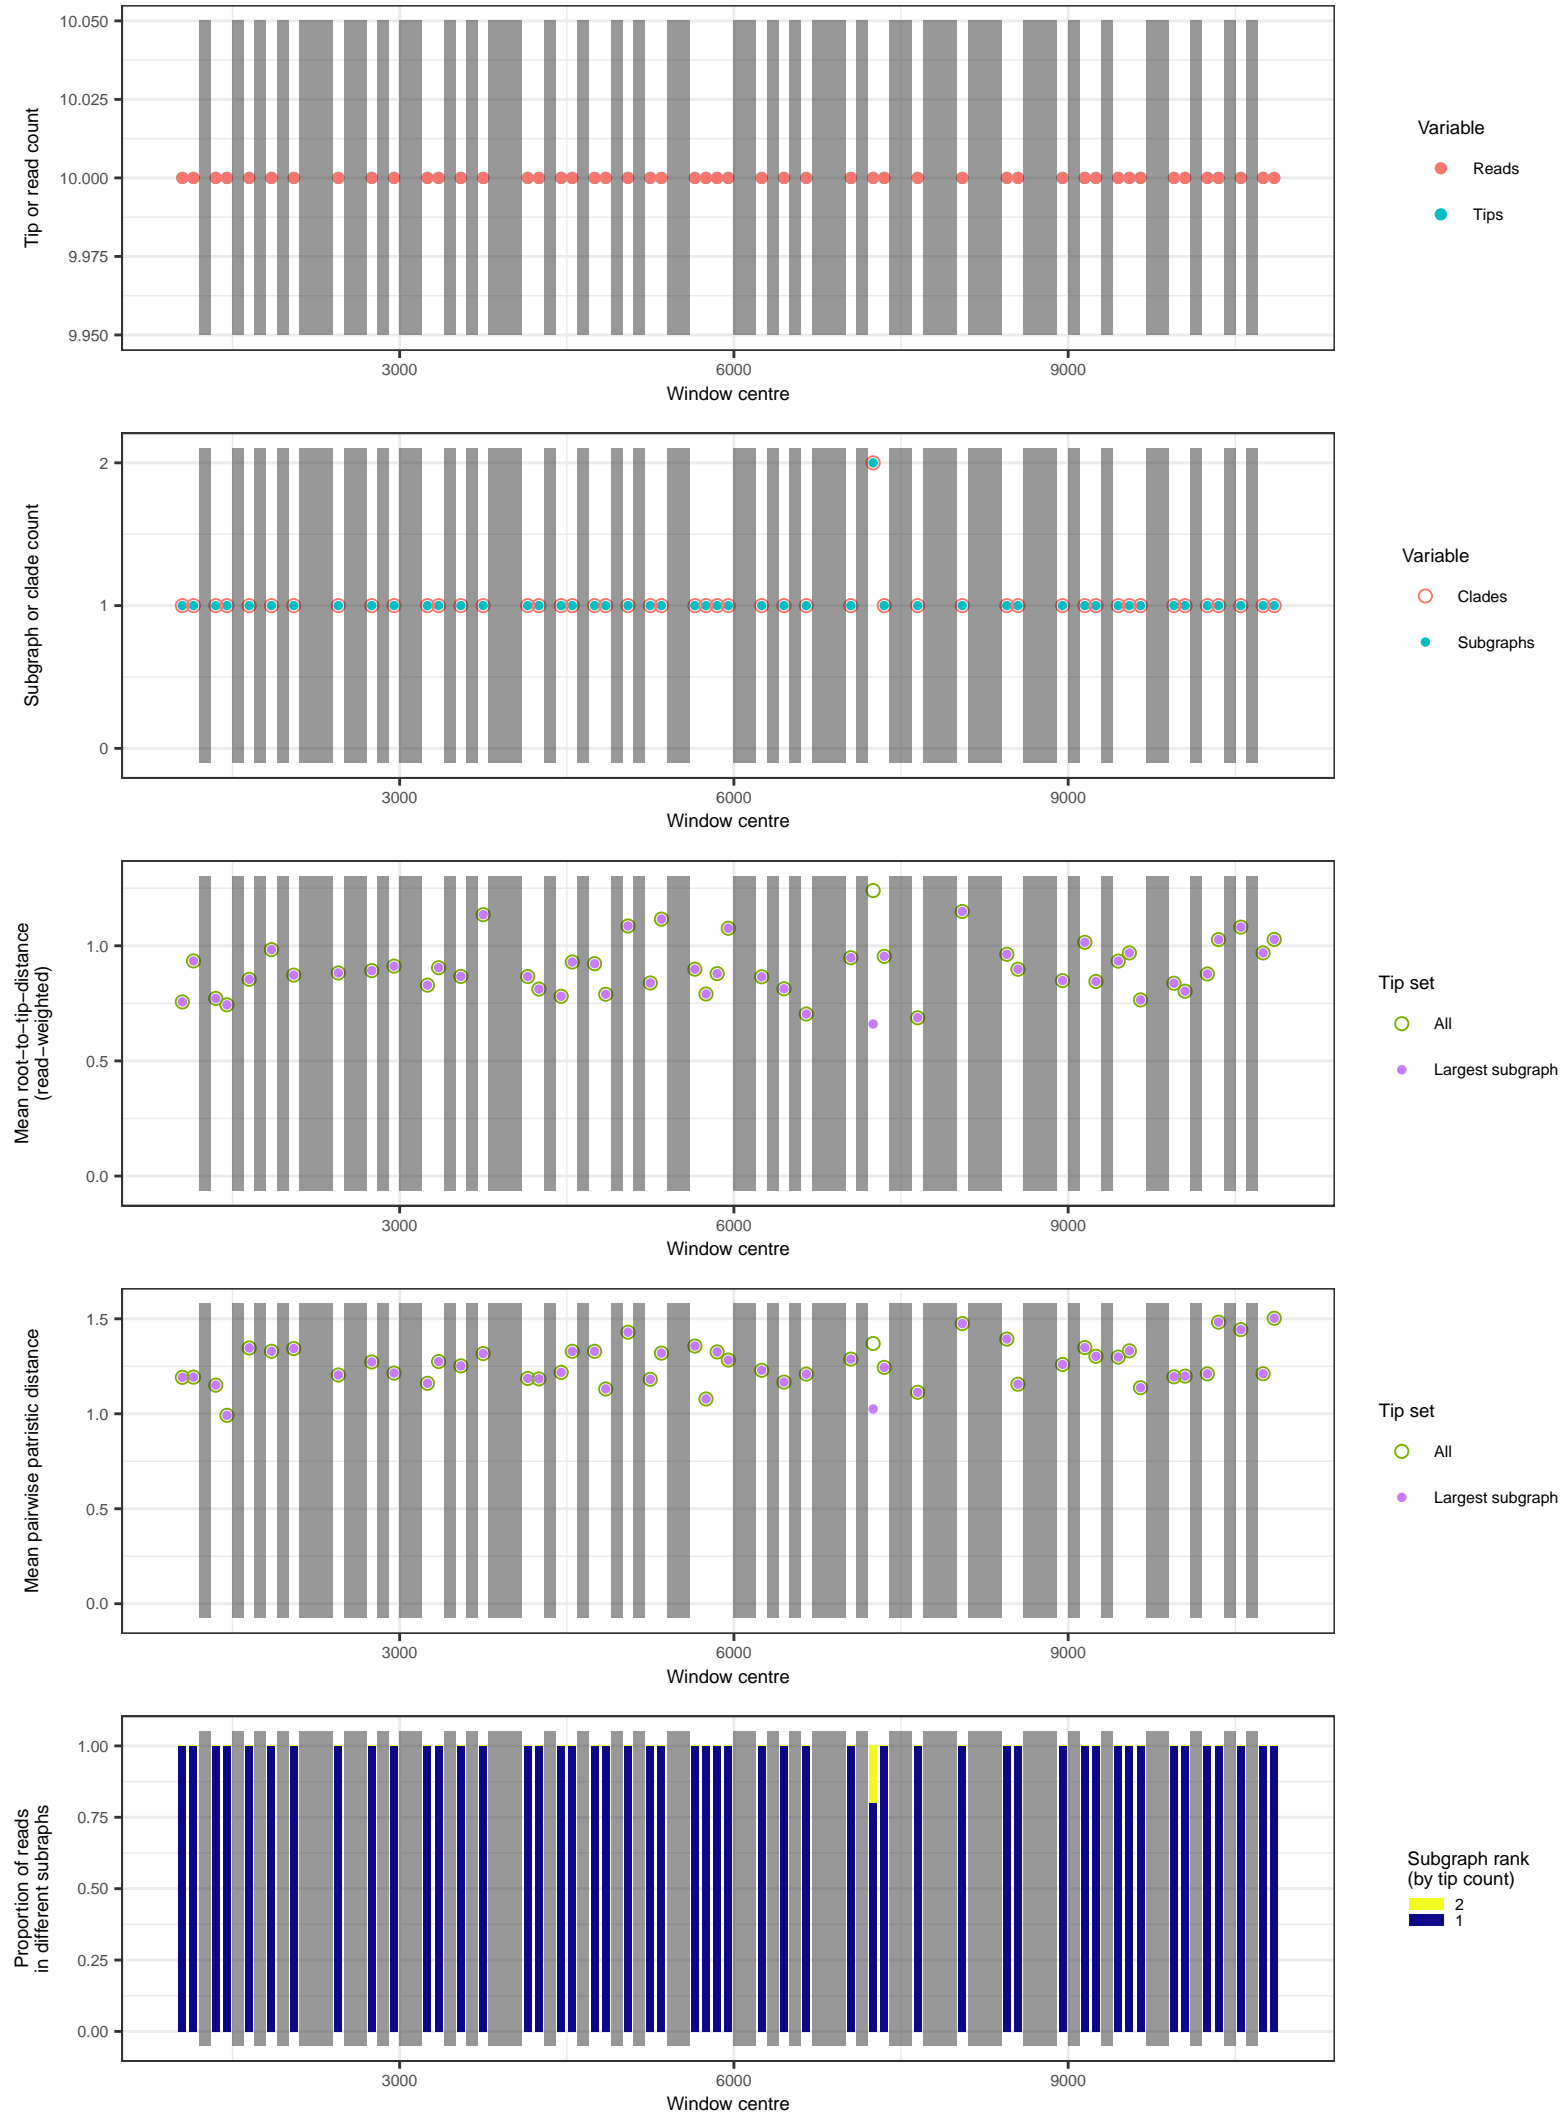 10.050
10.025
10.000
9.975
9.950
Tip or read count
3000
6000
9000
Window centre
Variable
Reads
Tips
2
1
0
Subgraph or clade count
3000
6000
9000
Window centre
Variable
Clades
Subgraphs
1.0
0.5
0.0
Mean root−to−tip−distance
(read−weighted)
3000
6000
9000
Window centre
Tip set
All
Largest subgraph
1.5
1.0
0.5
0.0
Mean pairwise patristic distance
3000
6000
9000
Window centre
Tip set
All
Largest subgraph
1.00
0.75
0.50
0.25
0.00
Proportion of reads
in different subraphs
3000
6000
9000
Window centre
Subgraph rank
(by tip count)
2
1